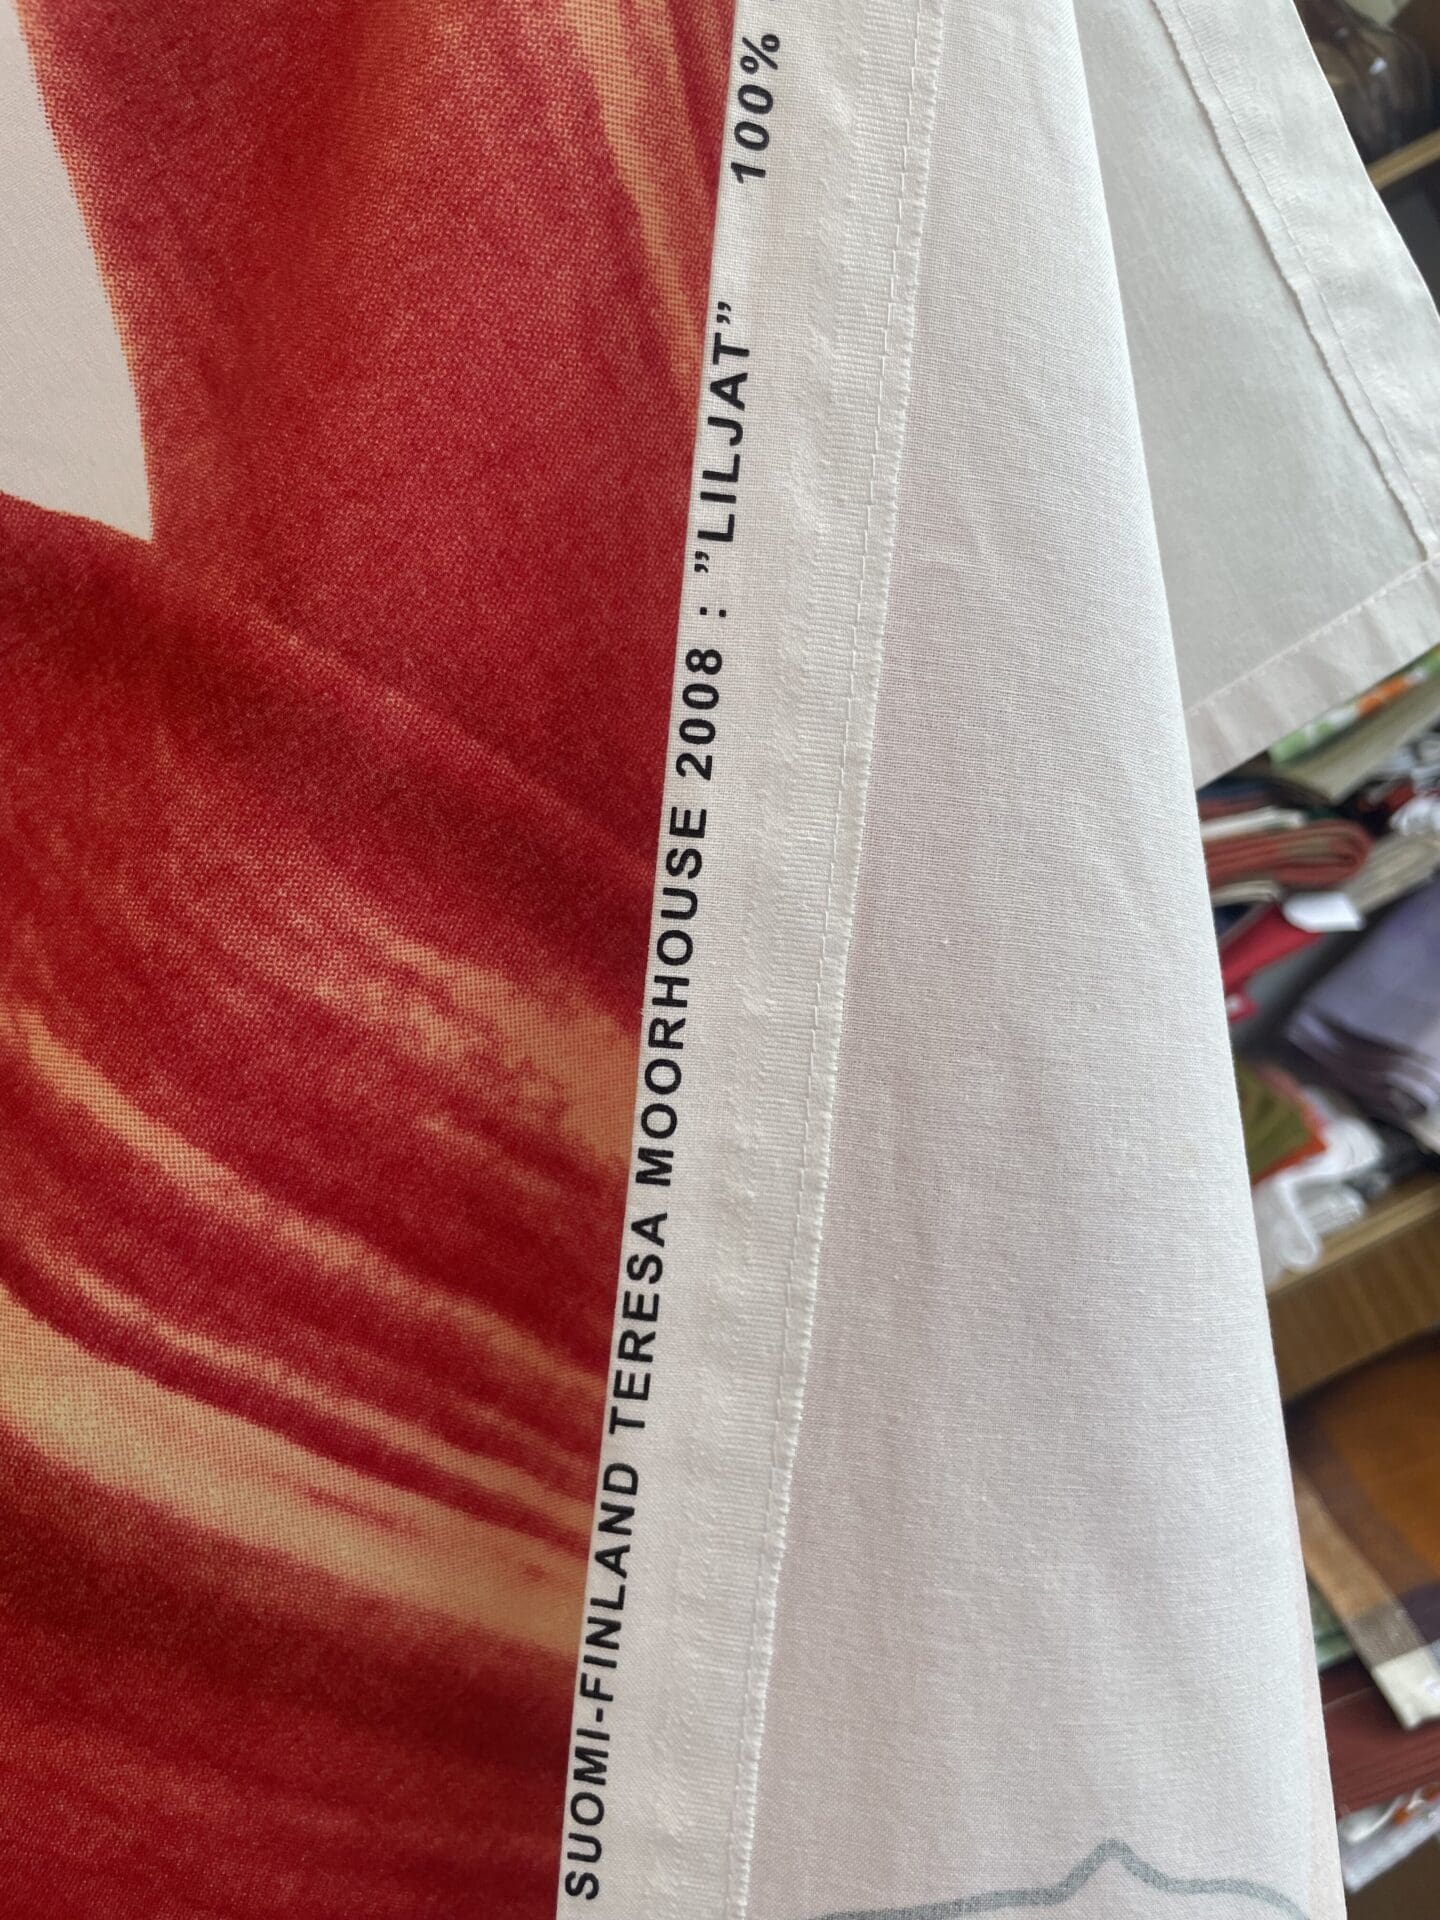 SUOMI-FINLAND TERESA MOORHOUSE 2008 : "LILJAT" 100%